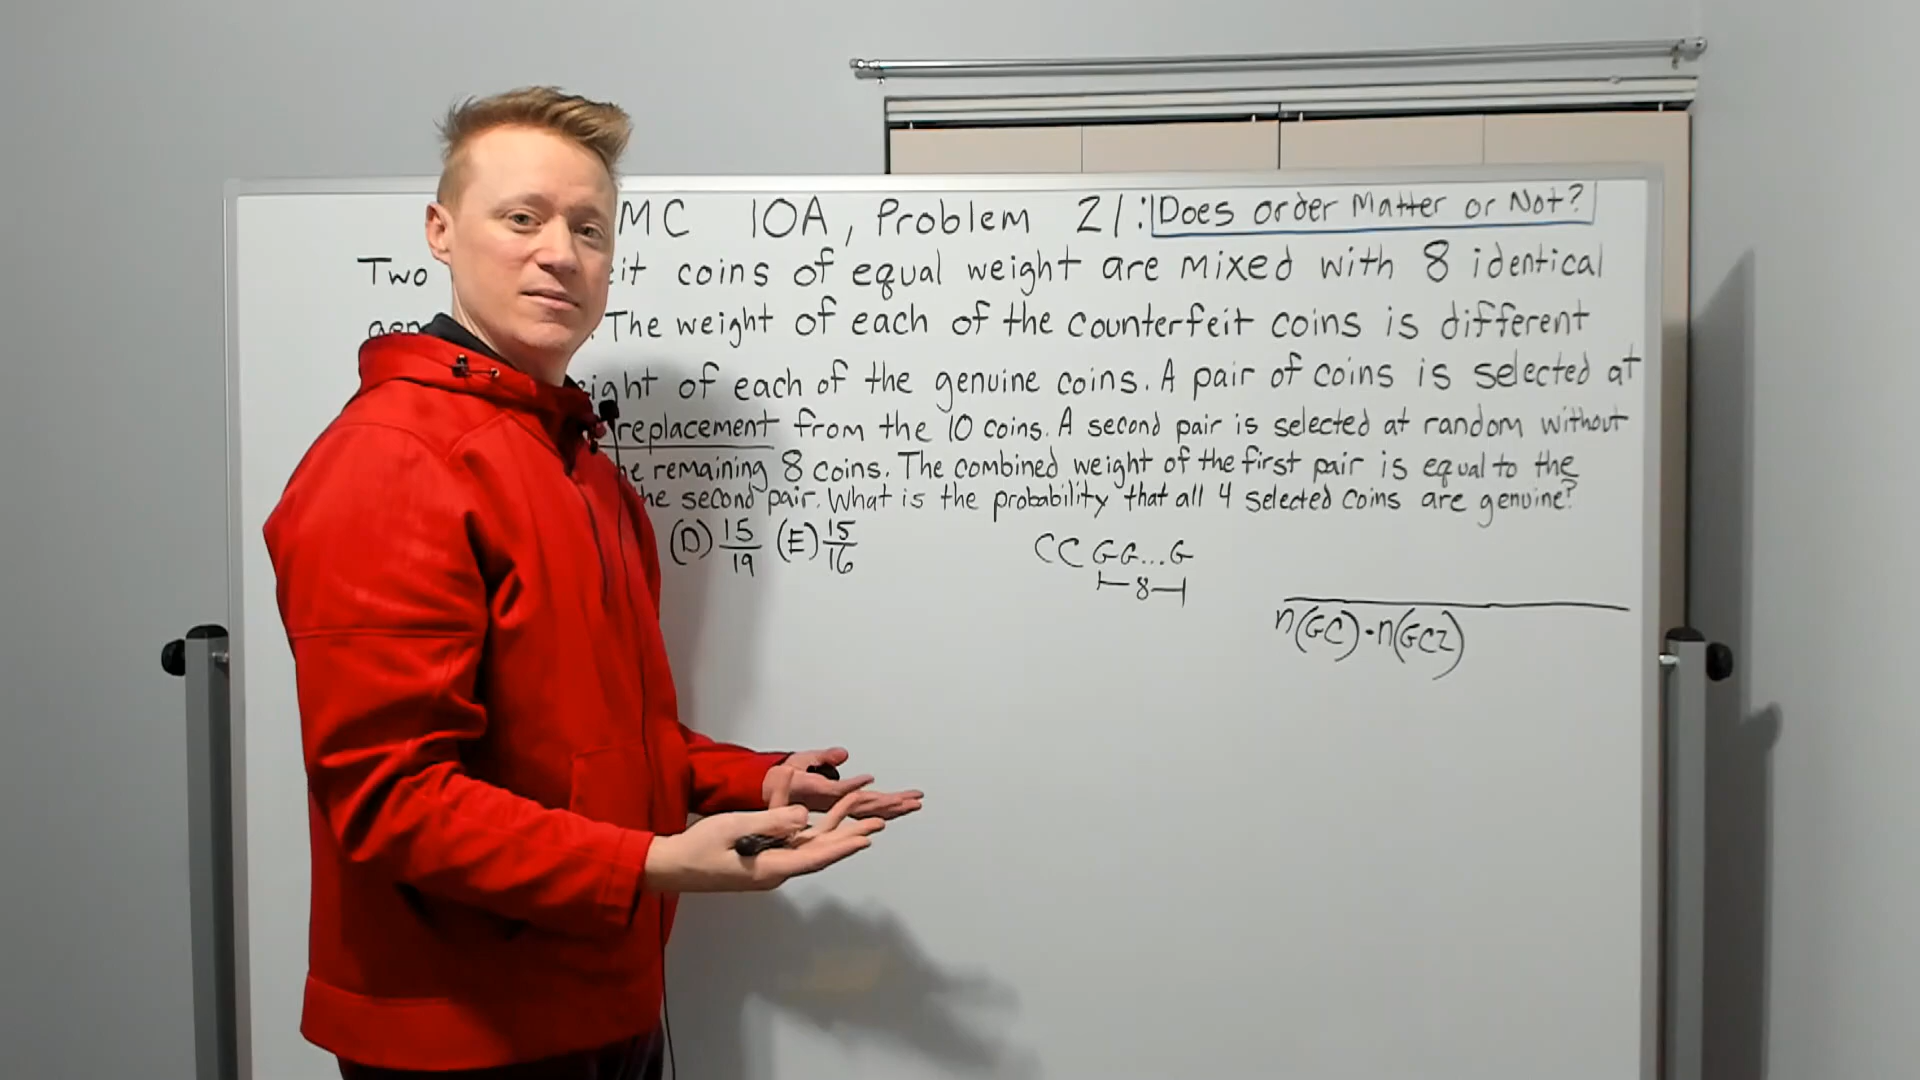 MC 10A, Problem 21: Does order Matter or Not?
Two eit coins of equal weight are mixed with 8 identical
gen . The weight of each of the counterfeit coins is different
ight of each of the genuine coins. A pair of coins is selected at
replacement from the 10 coins. A second pair is selected at random without
he remaining 8 coins. The combined weight of the first pair is equal to the
he second pair. What is the probability that all 4 selected coins are genuine?
(D) 15/19 (E) 15/16
CC GG...G
8
n(GC)·n(GC2)